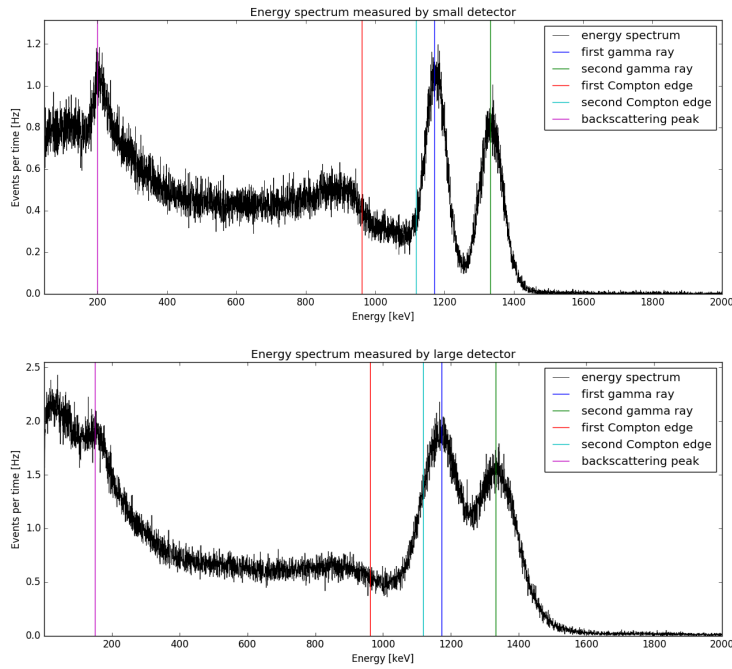 Energy spectrum measured by small detector
Events per time [Hz]
1.2
1.0
0.8
0.6
0.4
0.2
0.0
energy spectrum
first gamma ray
second gamma ray
first Compton edge
second Compton edge
backscattering peak
200 400 600 800 1000 1200 1400 1600 1800 2000
Energy [keV]
Energy spectrum measured by large detector
Events per time [Hz]
2.5
2.0
1.5
1.0
0.5
0.0
energy spectrum
first gamma ray
second gamma ray
first Compton edge
second Compton edge
backscattering peak
200 400 600 800 1000 1200 1400 1600 1800 2000
Energy [keV]